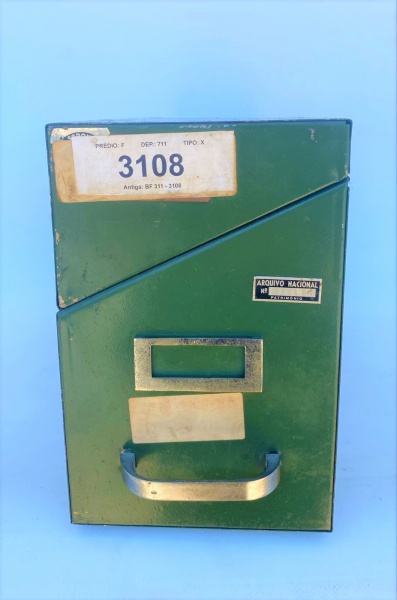 PRÉDIO: F DEP.: 711 TIPO: X
3108
Antiga: BF 311 - 3108
ARQUIVO NACIONAL
Nº
PATRIMÔNIO